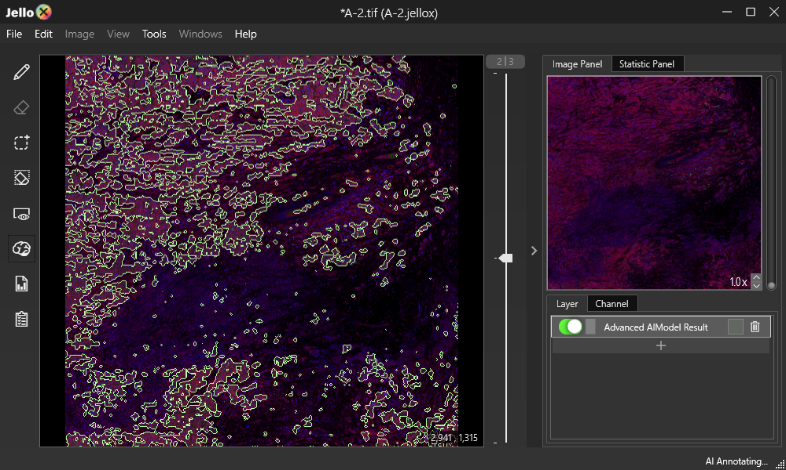 JelloX
*A-2.tif (A-2.jellox)
File Edit Image View Tools Windows Help
2 | 3
Image Panel Statistic Panel
1.0x
Layer Channel
Advanced AIModel Result
+
2,941 : 1,315
AI Annotating...